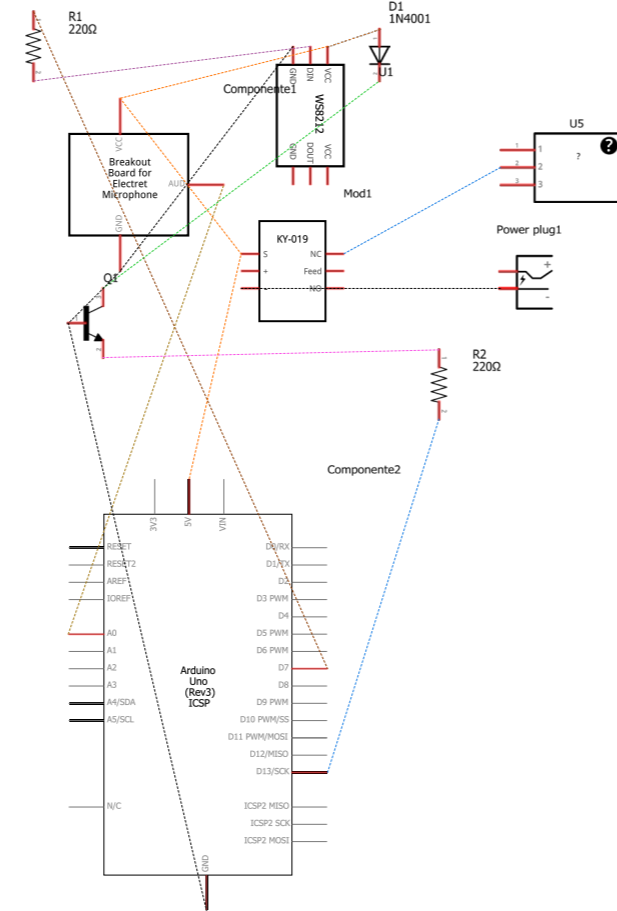 R1
220Ω
D1
1N4001
U1
Componente1
GND
DIN
VCC
WS8212
GND
DOUT
VCC
Mod1
U5
?
1
2
3
1
2
3
?
VCC
Breakout
Board for
Electret
Microphone
AUD
GND
Q1
KY-019
S
+
-
NC
Feed
NO
Power plug1
+
-
R2
220Ω
Componente2
3V3
5V
VIN
RESET
RESET2
AREF
IOREF
A0
A1
A2
A3
A4/SDA
A5/SCL
N/C
Arduino
Uno
(Rev3)
ICSP
D0/RX
D1/TX
D2
D3 PWM
D4
D5 PWM
D6 PWM
D7
D8
D9 PWM
D10 PWM/SS
D11 PWM/MOSI
D12/MISO
D13/SCK
ICSP2 MISO
ICSP2 SCK
ICSP2 MOSI
GND